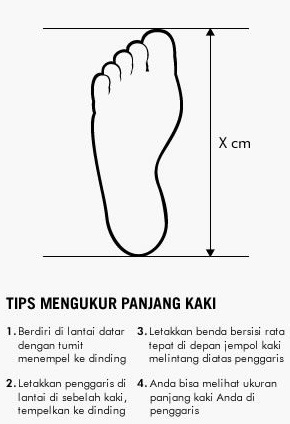 X cm
TIPS MENGUKUR PANJANG KAKI
1. Berdiri di lantai datar
dengan tumit
menempel ke dinding
2. Letakkan penggaris di
lantai di sebelah kaki,
tempelkan ke dinding
3. Letakkan benda bersisi rata
tepat di depan jempol kaki
melintang diatas penggaris
4. Anda bisa melihat ukuran
panjang kaki Anda di
penggaris